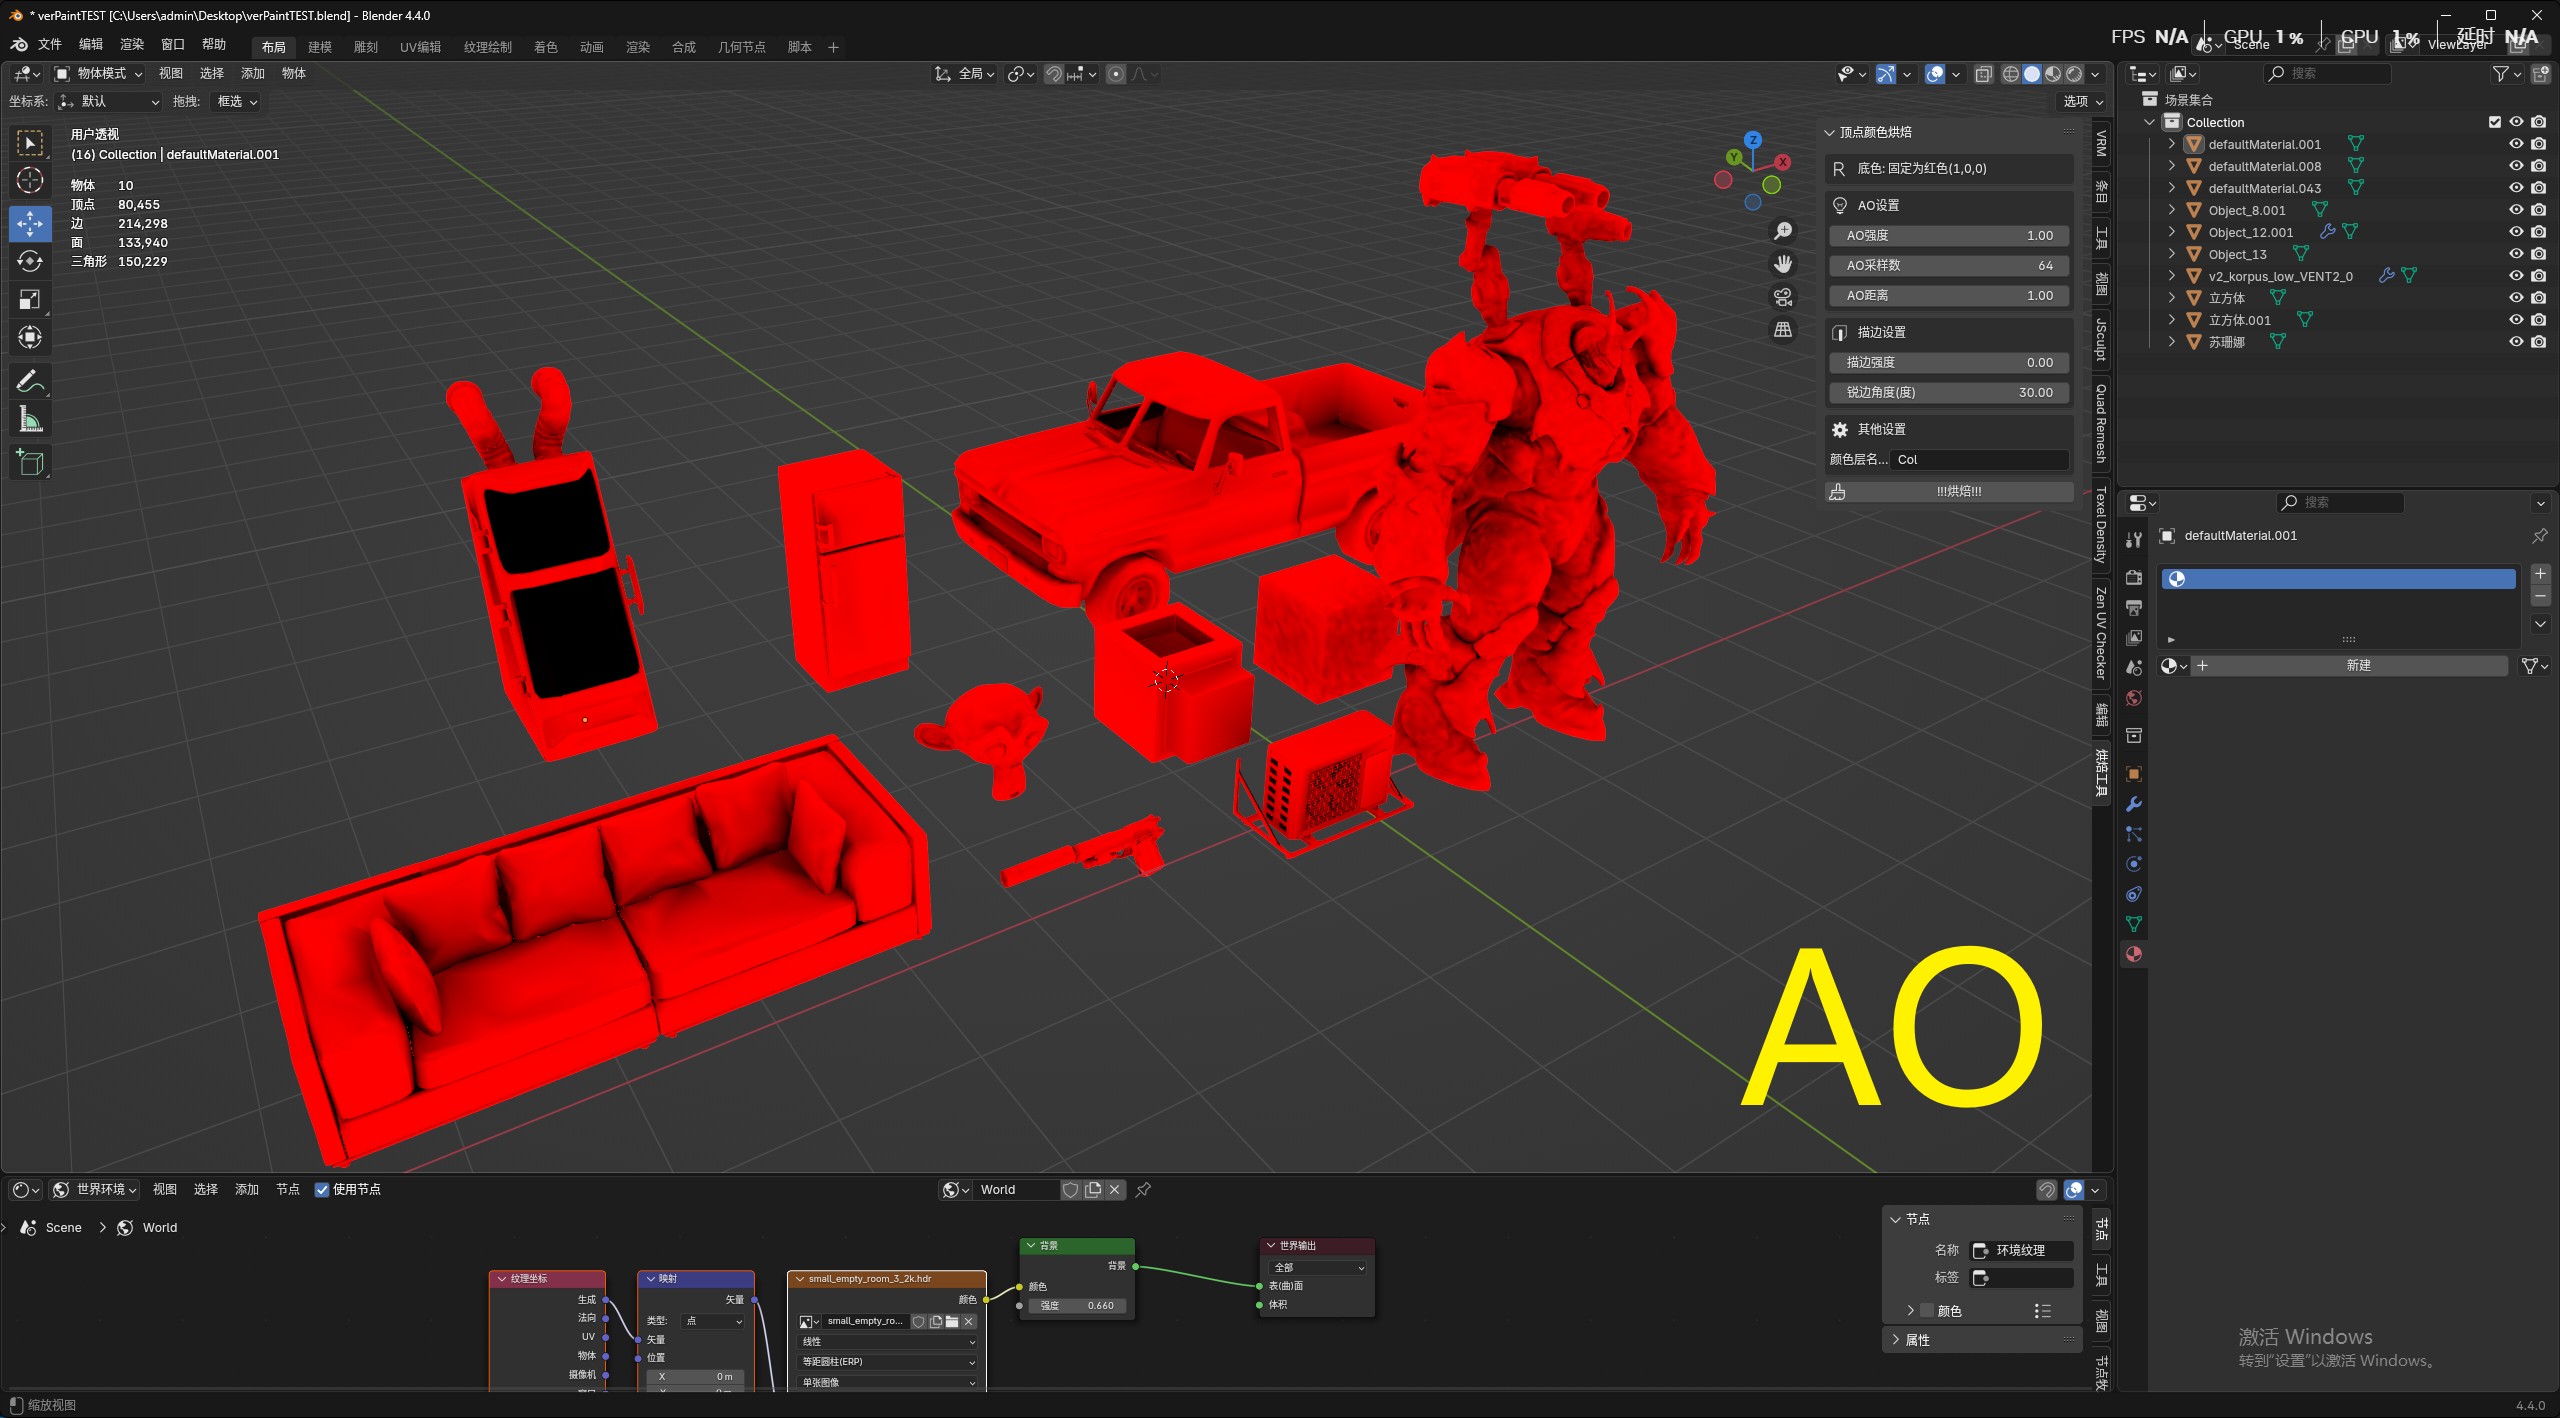 * verPaintTEST [C:\Users\admin\Desktop\verPaintTEST.blend] - Blender 4.4.0
文件 编辑 渲染 窗口 帮助 布局 建模 雕刻 UV编辑 纹理绘制 着色 动画 渲染 合成 几何节点 脚本 +
Scene ViewLayer
FPS N/A GPU 1 % CPU 1 % 延时 N/A
物体模式 视图 选择 添加 物体 全局
坐标系: 默认 拖拽: 框选 选项
用户透视
(16) Collection | defaultMaterial.001
物体 10
顶点 80,455
边 214,298
面 133,940
三角形 150,229
Z
Y
X
顶点颜色烘焙
R 底色: 固定为红色(1,0,0)
AO设置
AO强度 1.00
AO采样数 64
AO距离 1.00
描边设置
描边强度 0.00
锐边角度(度) 30.00
其他设置
颜色层名... Col
!!!烘焙!!!
VRM
条目
工具
视图
JSculpt
Quad Remesh
Texel Density
Zen UV Checker
编辑
烘焙工具
AO
搜索
场景集合
Collection
defaultMaterial.001
defaultMaterial.008
defaultMaterial.043
Object_8.001
Object_12.001
Object_13
v2_korpus_low_VENT2_0
立方体
立方体.001
苏珊娜
搜索
defaultMaterial.001
新建
世界环境 视图 选择 添加 节点 使用节点 World
Scene > World
纹理坐标
生成
法向
UV
物体
摄像机
映射
矢量
类型: 点
矢量
位置
X 0 m
small_empty_room_3_2k.hdr
颜色
small_empty_ro...
线性
等距圆柱(ERP)
单张图像
背景
背景
颜色
强度 0.660
世界输出
全部
表(曲)面
体积
节点
名称 环境纹理
标签
颜色
属性
节点
工具
视图
激活 Windows
转到“设置”以激活 Windows。
缩放视图
4.4.0